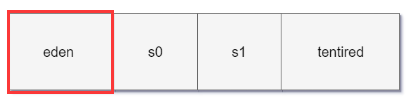 eden s0 s1 tentired